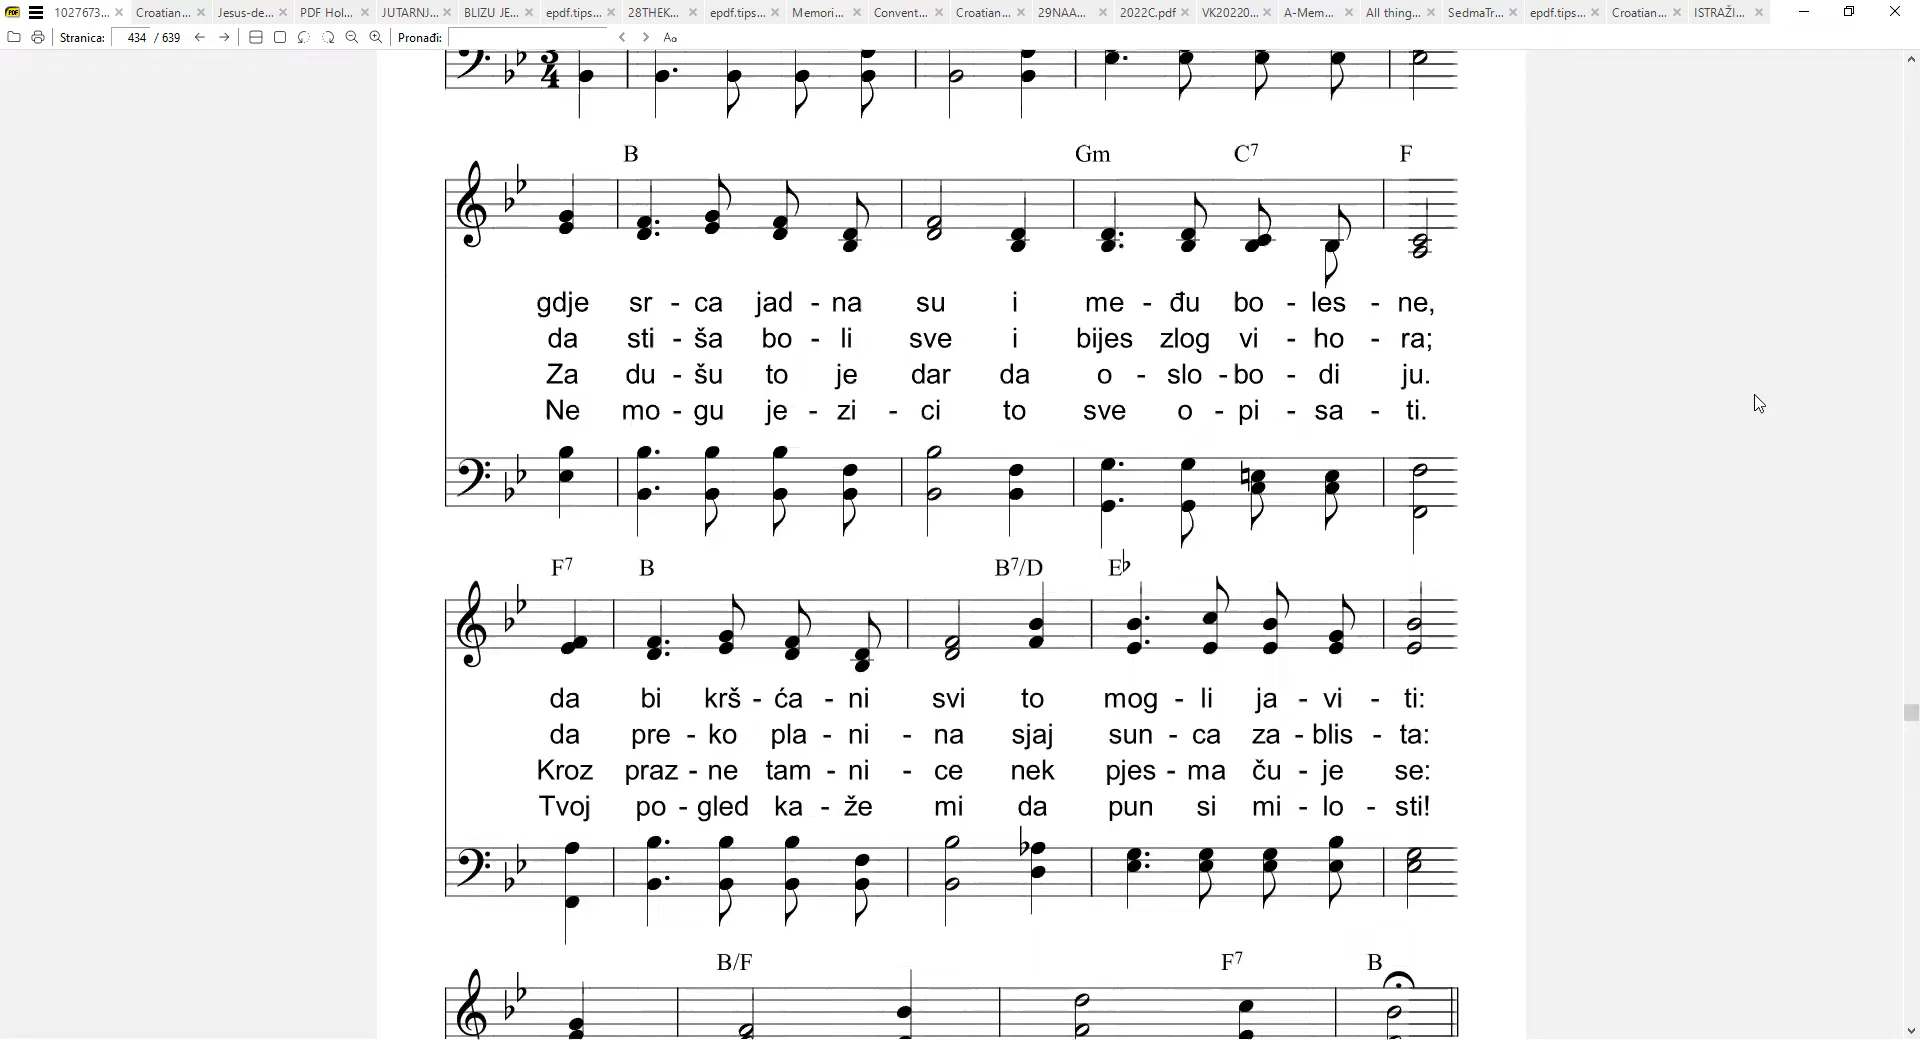 1027673... Croatian... Jesus-de... PDF Hol... JUTARNJ... BLIZU JE... epdf.tips... 28THEK... epdf.tips... Memori... Convent... Croatian... 29NAA... 2022C.pdf VK20220... A-Mem... All thing... SedmaTr... epdf.tips... Croatian... ISTRAŽI...
Stranica: 434 / 639 Pronađi: Aa
3
4
B Gm C7 F
gdje sr - ca jad - na su i me - đu bo - les - ne,
da sti - ša bo - li sve i bijes zlog vi - ho - ra;
Za du - šu to je dar da o - slo - bo - di ju.
Ne mo - gu je - zi - ci to sve o - pi - sa - ti.
F7 B B7/D E♭
da bi krš - ća - ni svi to mog - li ja - vi - ti:
da pre - ko pla - ni - na sjaj sun - ca za - blis - ta:
Kroz praz - ne tam - ni - ce nek pjes - ma ču - je se:
Tvoj po - gled ka - že mi da pun si mi - lo - sti!
B/F F7 B